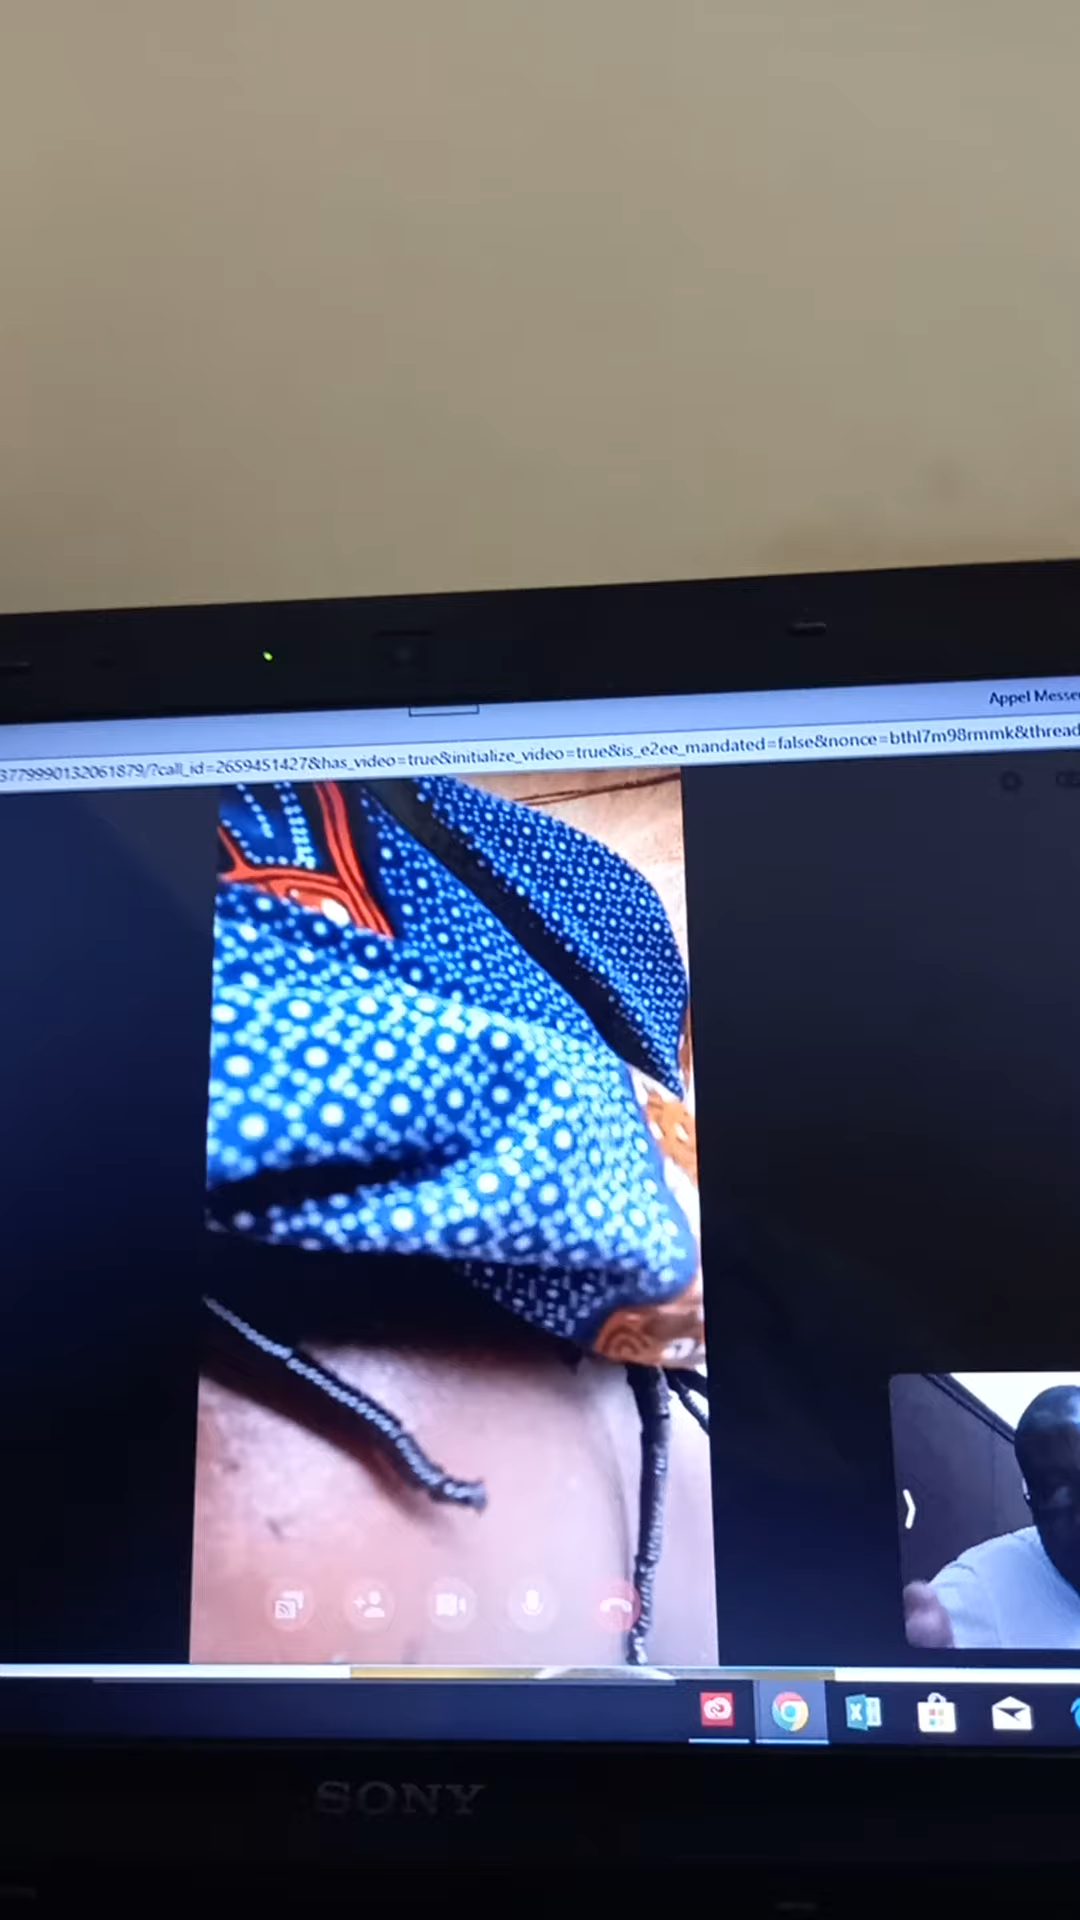 Appel Messe
3779990132061879/?call_id=2659451427&has_video=true&initialize_video=true&is_e2ee_mandated=false&nonce=bthl7m98rmmk&thread
SONY